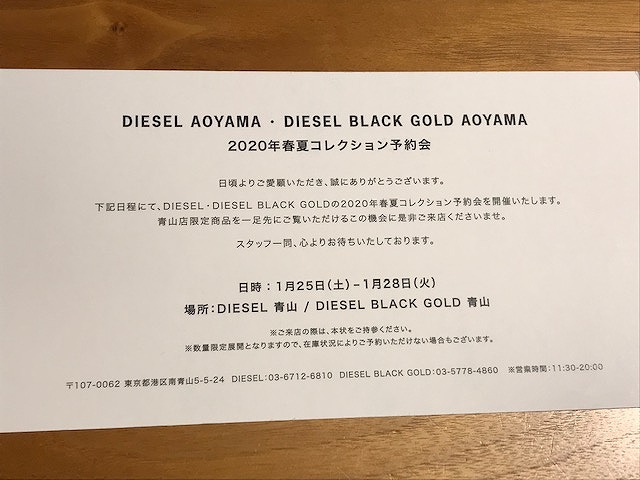 DIESEL AOYAMA · DIESEL BLACK GOLD AOYAMA
2020年春夏コレクション予約会
日頃よりご愛顧いただき、誠にありがとうございます。
下記日程にて、DIESEL・DIESEL BLACK GOLDの2020年春夏コレクション予約会を開催いたします。
青山店限定商品を一足先にご覧いただけるこの機会に是非ご来店くださいませ。
スタッフ一同、心よりお待ちいたしております。
日時：1月25日（土）–1月28日（火）
場所：DIESEL 青山 / DIESEL BLACK GOLD 青山
※ご来店の際は、本状をご持参ください。
※数量限定展開となりますので、在庫状況によりご予約いただけない場合もございます。
〒107-0062 東京都港区南青山5-5-24 DIESEL：03-6712-6810 DIESEL BLACK GOLD：03-5778-4860 ※営業時間：11:30-20:00